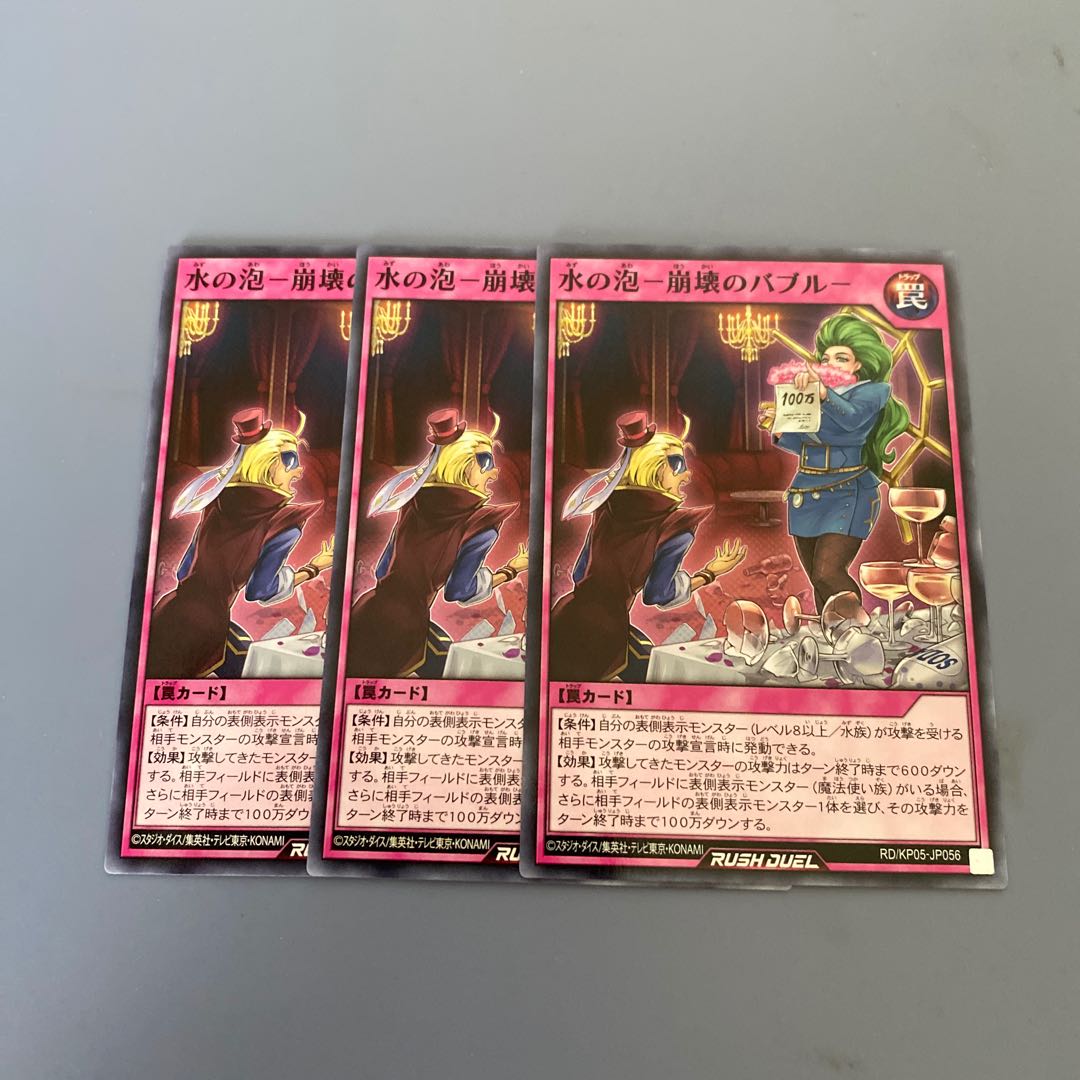 水の泡－崩壊の
水の泡－崩壊
水の泡－崩壊のバブル－
トラップ
罠
100万
【罠カード】
【条件】自分の表側表示モンス
相手モンスターの攻撃宣言時
【効果】攻撃してきたモンス
する。相手フィールドに表側表
さらに相手フィールドの表側
ターン終了時まで100万ダウ
©スタジオ・ダイス/集英社・テレビ東京・KONAMI
【罠カード】
【条件】自分の表側表示モンス
相手モンスターの攻撃宣言時
【効果】攻撃してきたモンス
する。相手フィールドに表側表
さらに相手フィールドの表側
ターン終了時まで100万ダウ
©スタジオ・ダイス/集英社・テレビ東京・KONAMI
RU
【罠カード】
【条件】自分の表側表示モンスター(レベル8以上/水族)が攻撃を受ける
相手モンスターの攻撃宣言時に発動できる。
【効果】攻撃してきたモンスターの攻撃力はターン終了時まで600ダウン
する。相手フィールドに表側表示モンスター(魔法使い族)がいる場合、
さらに相手フィールドの表側表示モンスター1体を選び、その攻撃力を
ターン終了時まで100万ダウンする。
©スタジオ・ダイス/集英社・テレビ東京・KONAMI
RUSH DUEL
RD/KP05-JP056